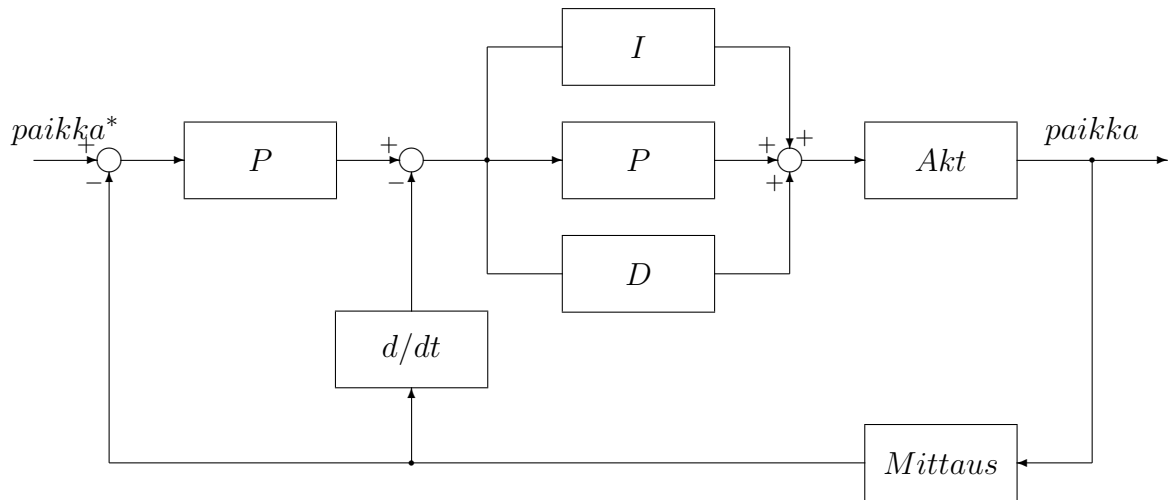 I
paikka*
+
−
P
+
−
P
+
+
+
Akt
paikka
D
d/dt
Mittaus